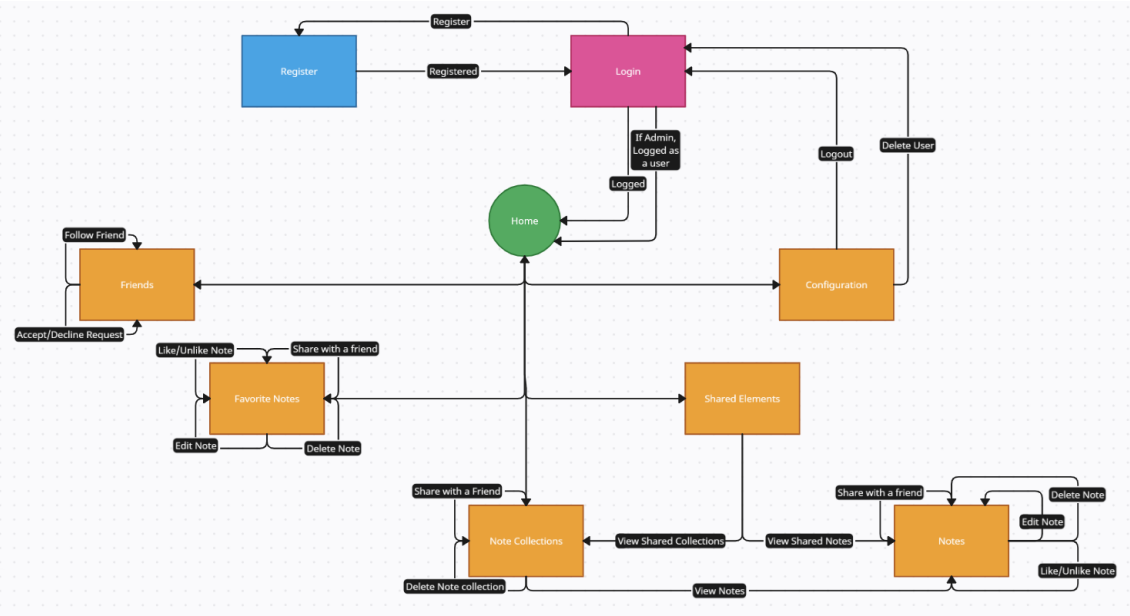 Register
Register
Login
Registered
If Admin,
Logged as
a user
Delete User
Logout
Logged
Home
Follow Friend
Friends
Configuration
Accept/Decline Request
Like/Unlike Note
Share with a friend
Favorite Notes
Shared Elements
Edit Note
Delete Note
Share with a Friend
Share with a friend
Delete Note
Edit Note
Note Collections
View Shared Collections
View Shared Notes
Notes
Like/Unlike Note
Delete Note collection
View Notes